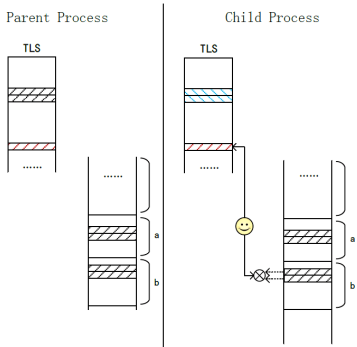 Parent Process
Child Process
TLS
TLS
......
......
......
......
a
a
b
b